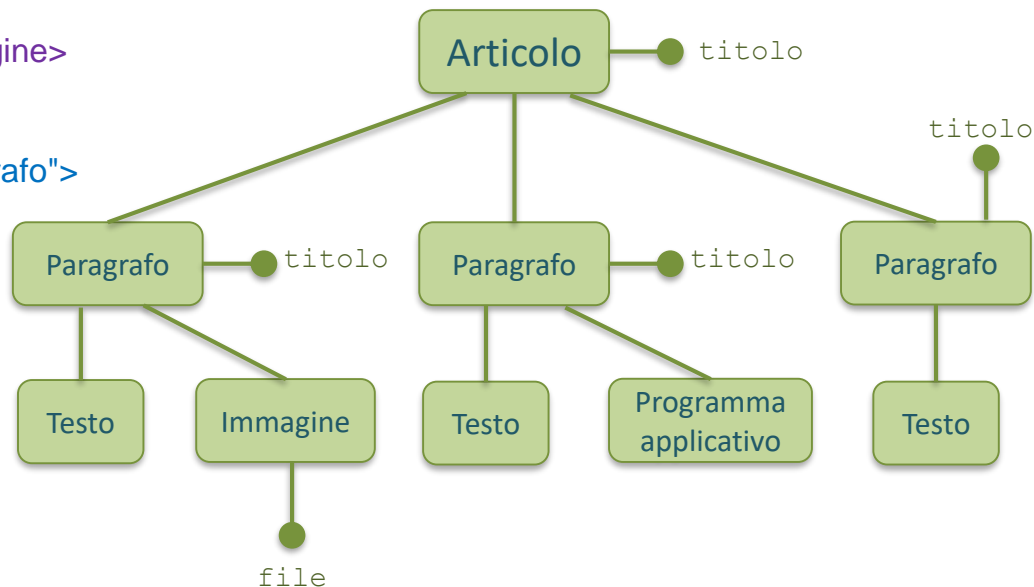 gine>
Articolo
titolo
titolo
afo">
Paragrafo
titolo
Paragrafo
titolo
Paragrafo
Testo
Immagine
Testo
Programma
applicativo
Testo
file